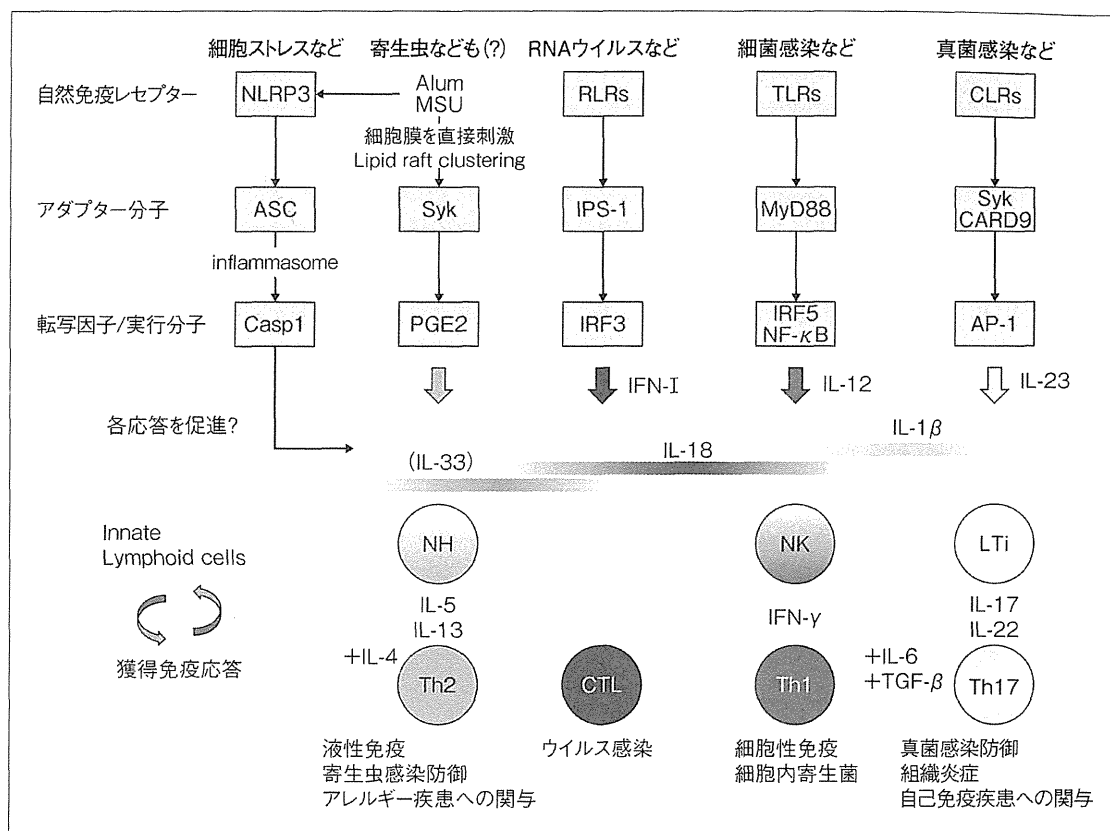 細胞ストレスなど
寄生虫なども(?)
RNAウイルスなど
細菌感染など
真菌感染など
自然免疫レセプター
NLRP3
Alum
MSU
RLRs
TLRs
CLRs
細胞膜を直接刺激
Lipid raft clustering
アダプター分子
ASC
Syk
IPS-1
MyD88
Syk
CARD9
inflammasome
転写因子/実行分子
Casp1
PGE2
IRF3
IRF5
NF-κB
AP-1
IFN-I
IL-12
IL-23
各応答を促進?
(IL-33)
IL-18
IL-1β
Innate
Lymphoid cells
獲得免疫応答
NH
NK
LTi
IL-5
IL-13
IFN-γ
IL-17
IL-22
+IL-4
+IL-6
+TGF-β
Th2
CTL
Th1
Th17
液性免疫
寄生虫感染防御
アレルギー疾患への関与
ウイルス感染
細胞性免疫
細胞内寄生菌
真菌感染防御
組織炎症
自己免疫疾患への関与